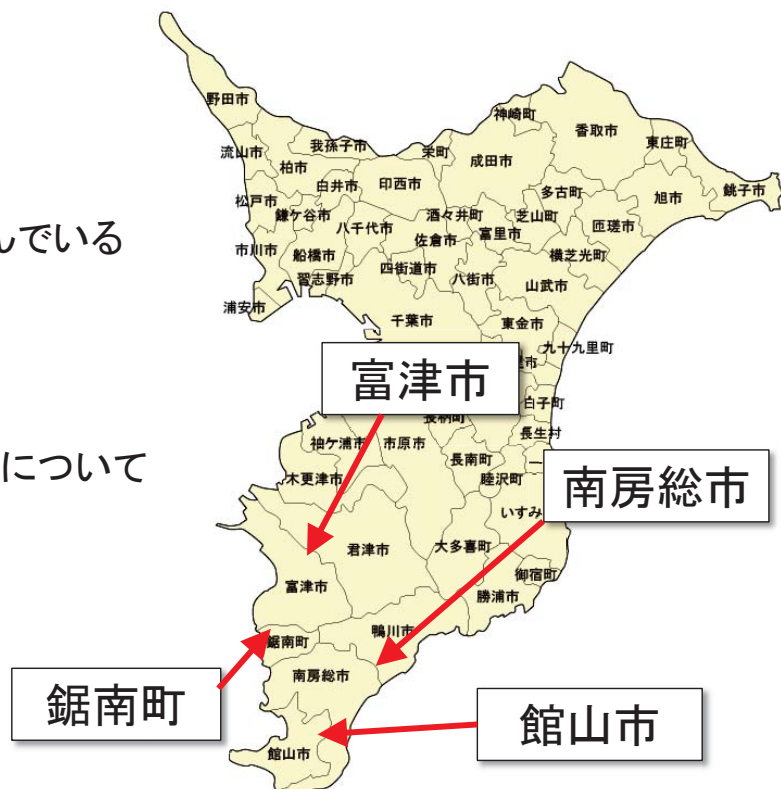 野田市
神崎町
香取市
東庄町
流山市
我孫子市
栄町
成田市
柏市
白井市
印西市
多古町
旭市
銚子市
松戸市
鎌ケ谷市
八千代市
酒々井町
芝山町
匝瑳市
んでいる
市川市
船橋市
佐倉市
富里市
横芝光町
習志野市
四街道市
八街市
山武市
浦安市
千葉市
東金市
九十九里町
富津市
市
白子町
長柄町
長生村
袖ケ浦市
市原市
について
木更津市
長南町
睦沢町
一
南房総市
いすみ
君津市
大多喜町
御宿町
富津市
勝浦市
鴨川市
鋸南町
南房総市
鋸南町
館山市
館山市